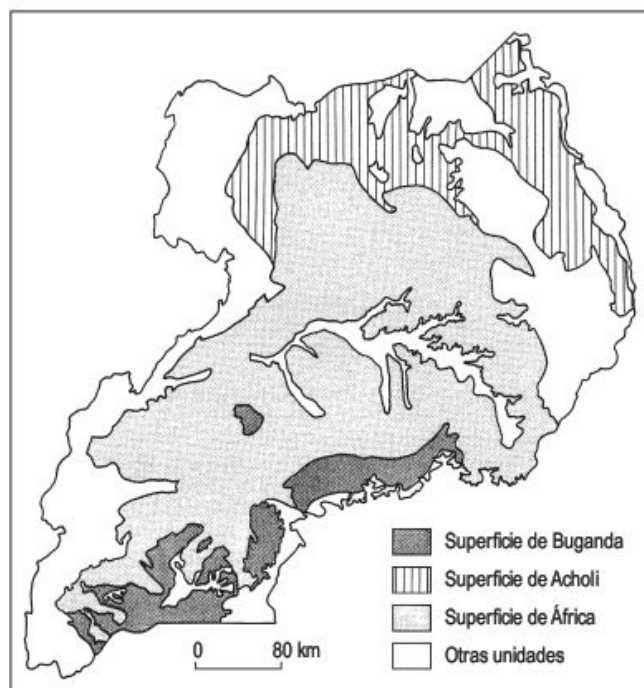 Superficie de Buganda
Superficie de Acholi
Superficie de África
Otras unidades
0 80 km